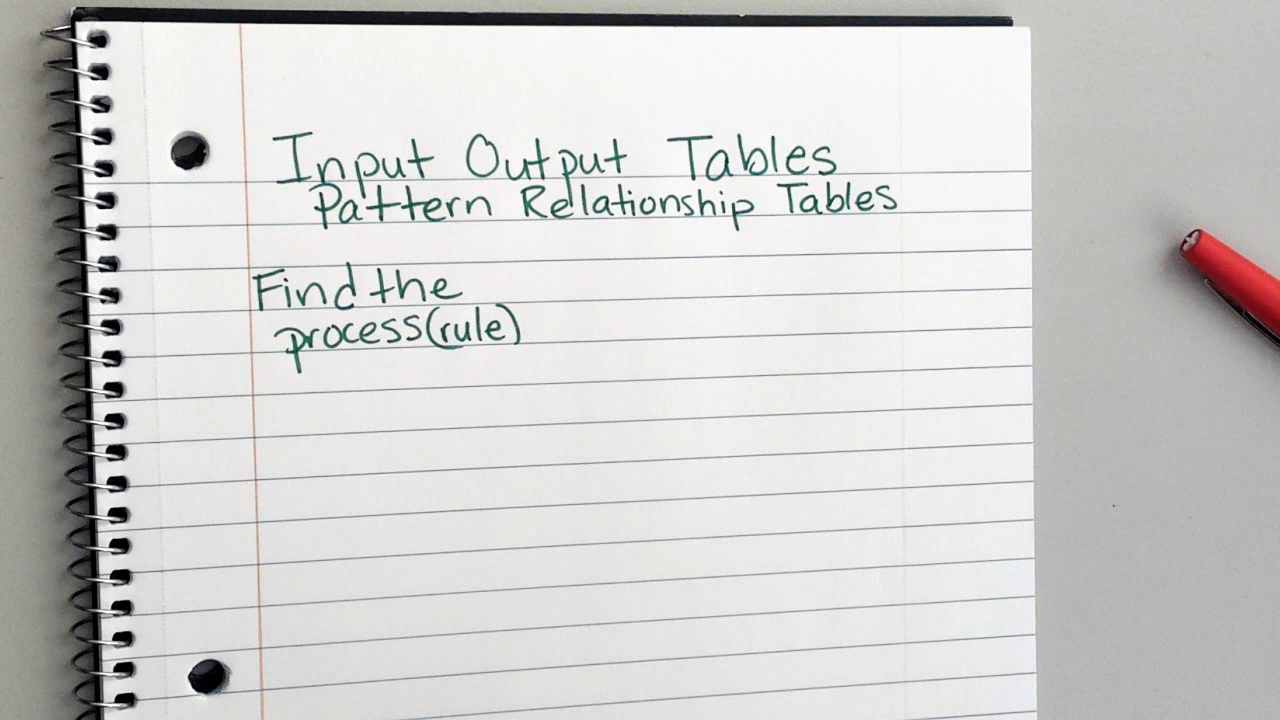 Input Output Tables
Pattern Relationship Tables
Find the
process(rule)